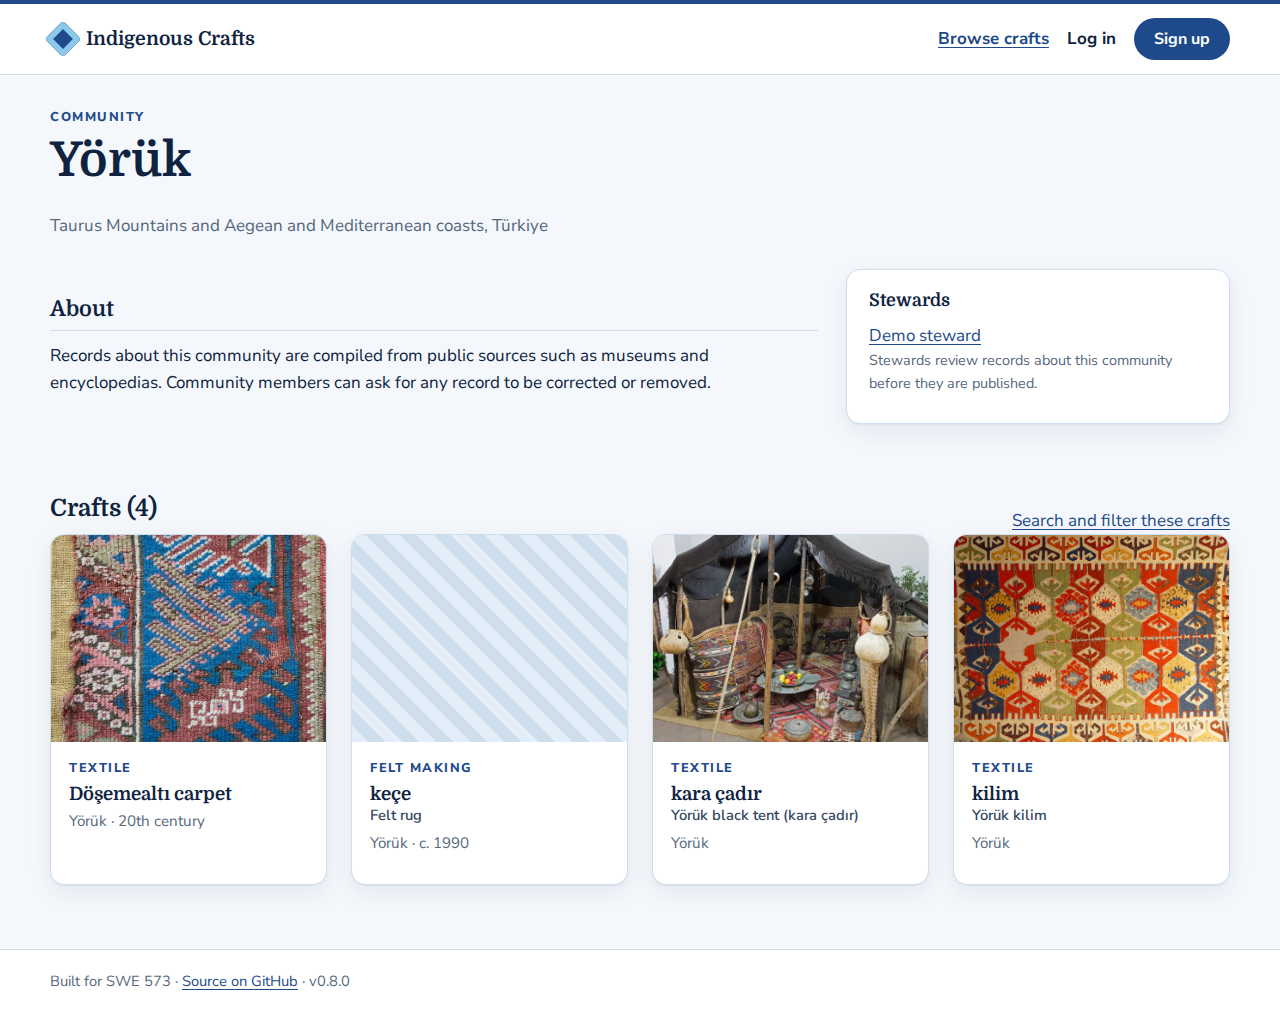 Indigenous Crafts
Browse crafts
Log in
Sign up
COMMUNITY
Yörük
Taurus Mountains and Aegean and Mediterranean coasts, Türkiye
About
Records about this community are compiled from public sources such as museums and
encyclopedias. Community members can ask for any record to be corrected or removed.
Stewards
Demo steward
Stewards review records about this community
before they are published.
Crafts (4)
Search and filter these crafts
TEXTILE
Döşemealtı carpet
Yörük · 20th century
FELT MAKING
keçe
Felt rug
Yörük · c. 1990
TEXTILE
kara çadır
Yörük black tent (kara çadır)
Yörük
TEXTILE
kilim
Yörük kilim
Yörük
Built for SWE 573 · Source on GitHub · v0.8.0